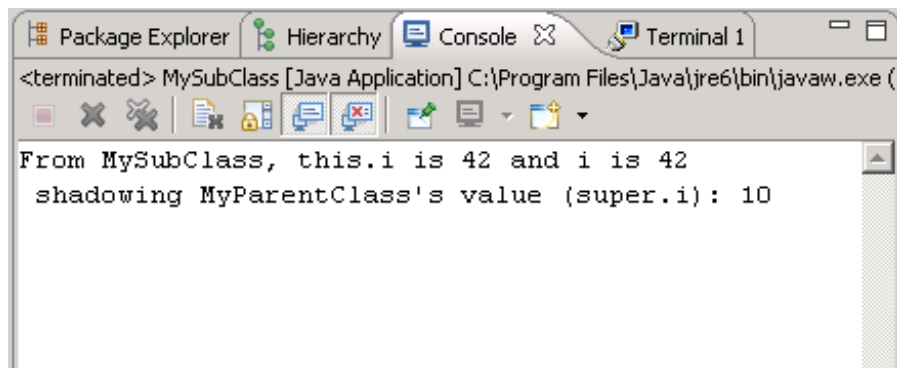 Package Explorer Hierarchy Console Terminal 1
<terminated> MySubClass [Java Application] C:\Program Files\Java\jre6\bin\javaw.exe (
From MySubClass, this.i is 42 and i is 42
 shadowing MyParentClass's value (super.i): 10